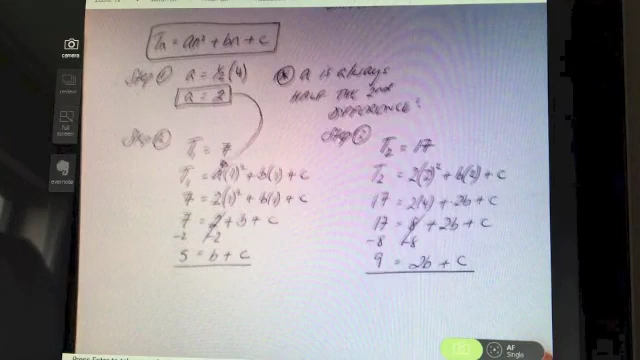 Tn = an² + bn + c
Step 1 a = ½(4)
a = 2
a is always
HALF THE 2nd
DIFFERENCE
Step 2
T₁ = 7
T₁ = a(1)² + b(1) + c
7 = 2(1)² + b(1) + c
7 = 2 + b + c
-2 -2
5 = b + c
Step
T₂ = 17
T₂ = 2(2)² + b(2) + c
17 = 2(4) + 2b + c
17 = 8 + 2b + c
-8 -8
9 = 2b + c
camera
review
full
screen
evernote
AF
Single